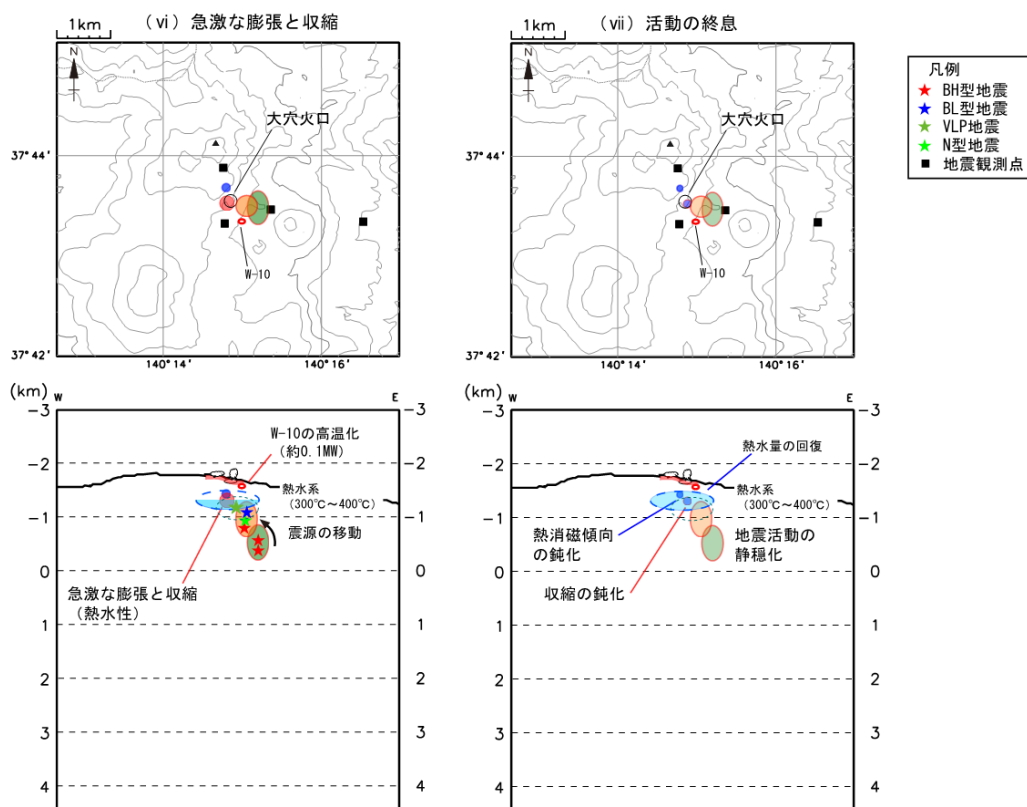 1km
（ⅵ）急激な膨張と収縮
N
大穴火口
37°44'
W-10
37°42'
140°14'
140°16'
1km
（ⅶ）活動の終息
N
大穴火口
37°44'
W-10
37°42'
140°14'
140°16'
凡例
BH型地震
BL型地震
VLP地震
N型地震
地震観測点
(km)
W
E
-3
-3
W-10の高温化
(約0.1MW)
-2
-2
熱水系
(300℃～400℃)
-1
-1
震源の移動
0
0
急激な膨張と収縮
（熱水性）
1
1
2
2
3
3
4
4
(km)
W
E
-3
-3
熱水量の回復
-2
-2
熱水系
(300℃～400℃)
-1
-1
熱消磁傾向
の鈍化
地震活動の
静穏化
0
0
収縮の鈍化
1
1
2
2
3
3
4
4